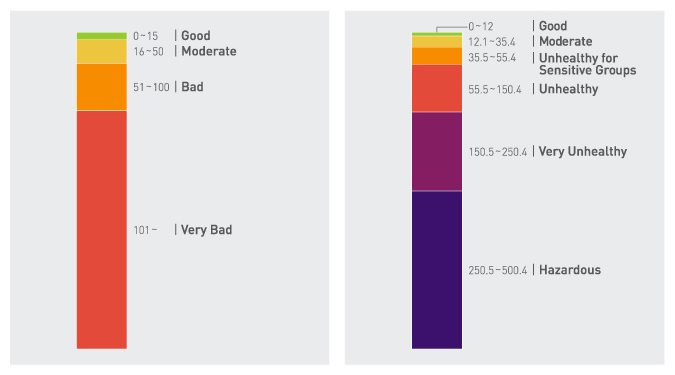 0~15 | Good
16~50 | Moderate
51~100 | Bad
101~ | Very Bad
0~12 | Good
12.1~35.4 | Moderate
35.5~55.4 | Unhealthy for
Sensitive Groups
55.5~150.4 | Unhealthy
150.5~250.4 | Very Unhealthy
250.5~500.4 | Hazardous